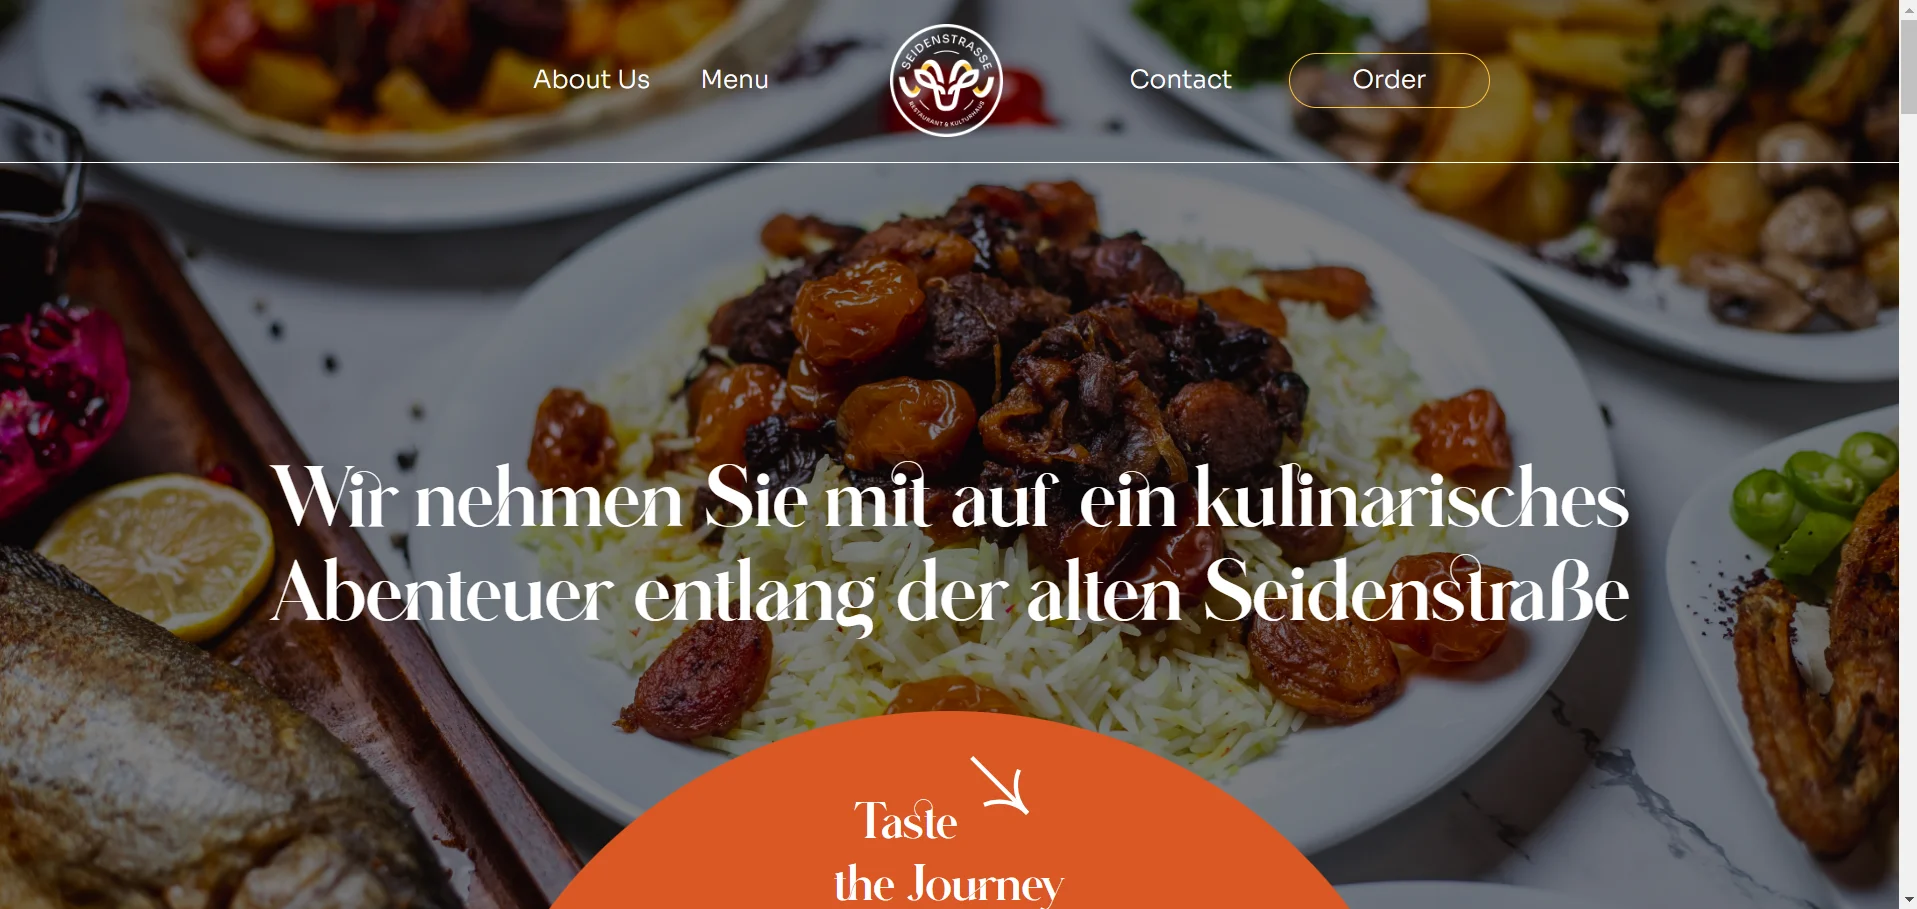 About Us
Menu
SEIDENSTRASSE
RESTAURANT & KULTURHAUS
Contact
Order
Wir nehmen Sie mit auf ein kulinarisches
Abenteuer entlang der alten Seidenstraße
Taste
the Journey